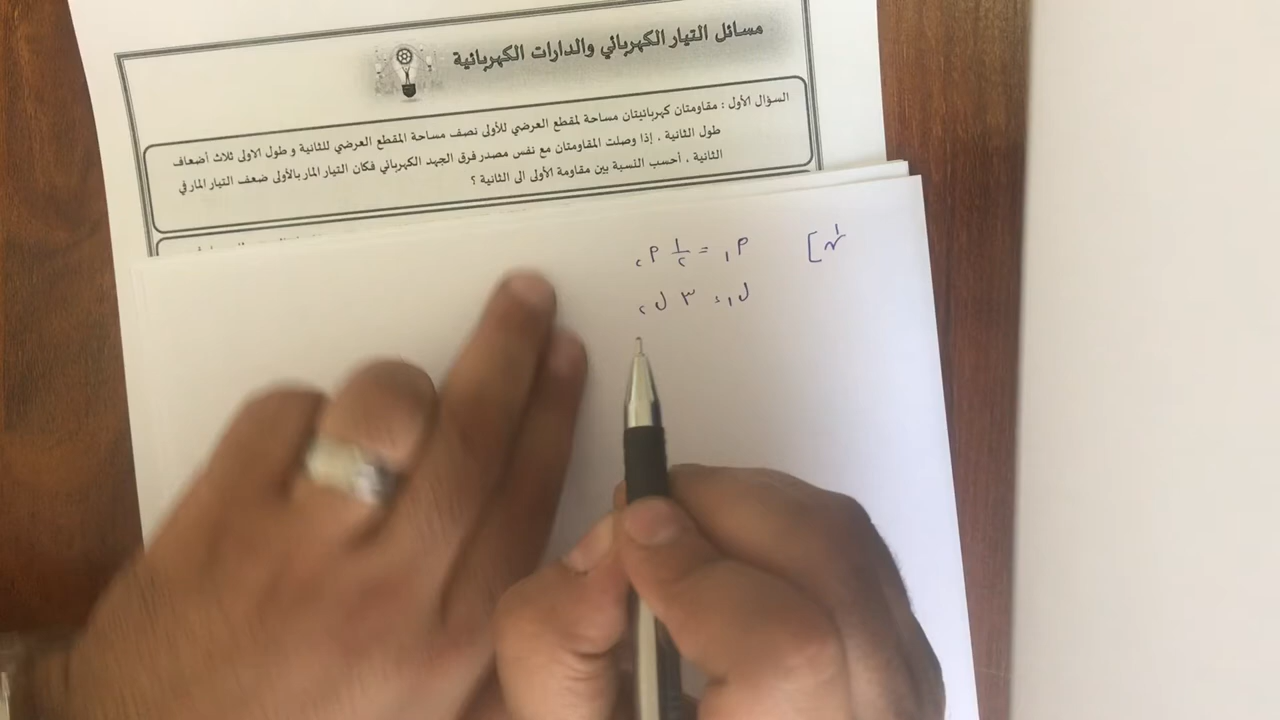 مسائل التيار الكهربائي والدارات الكهربائية
السؤال الأول : مقاومتان كهربائيتان مساحة لمقطع العرضي للأولى نصف مساحة المقطع العرضي للثانية و طول الاولى ثلاث أضعاف
طول الثانية . إذا وصلت المقاومتان مع نفس مصدر فرق الجهد الكهربائي فكان التيار المار بالأولى ضعف التيار المار في
الثانية ، أحسب النسبة بين مقاومة الأولى الى الثانية ؟
م١ = ١/٢ م٢
ل١ = ٣ ل٢